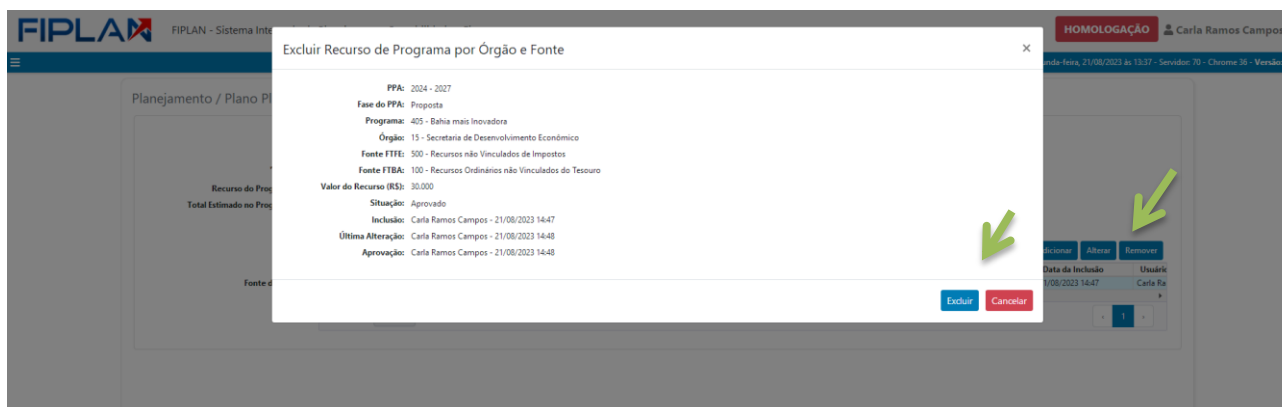 FIPLAN
FIPLAN - Sistema Inte
HOMOLOGAÇÃO
Carla Ramos Campos
unda-feira, 21/08/2023 às 13:37 - Servidor: 70 - Chrome 36 - Versão:
Planejamento / Plano Pl
Excluir Recurso de Programa por Órgão e Fonte
×
PPA: 2024 - 2027
Fase do PPA: Proposta
Programa: 405 - Bahia mais Inovadora
Órgão: 15 - Secretaria de Desenvolvimento Econômico
Fonte FTFE: 500 - Recursos não Vinculados de Impostos
Fonte FTBA: 100 - Recursos Ordinários não Vinculados do Tesouro
Valor do Recurso (R$): 30.000
Situação: Aprovado
Inclusão: Carla Ramos Campos - 21/08/2023 14:47
Última Alteração: Carla Ramos Campos - 21/08/2023 14:48
Aprovação: Carla Ramos Campos - 21/08/2023 14:48
Excluir Cancelar
Recurso do Prog
Total Estimado no Prog
dicionar Alterar Remover
Data da Inclusão Usuário
1/08/2023 14:47 Carla Ra
Fonte d
1